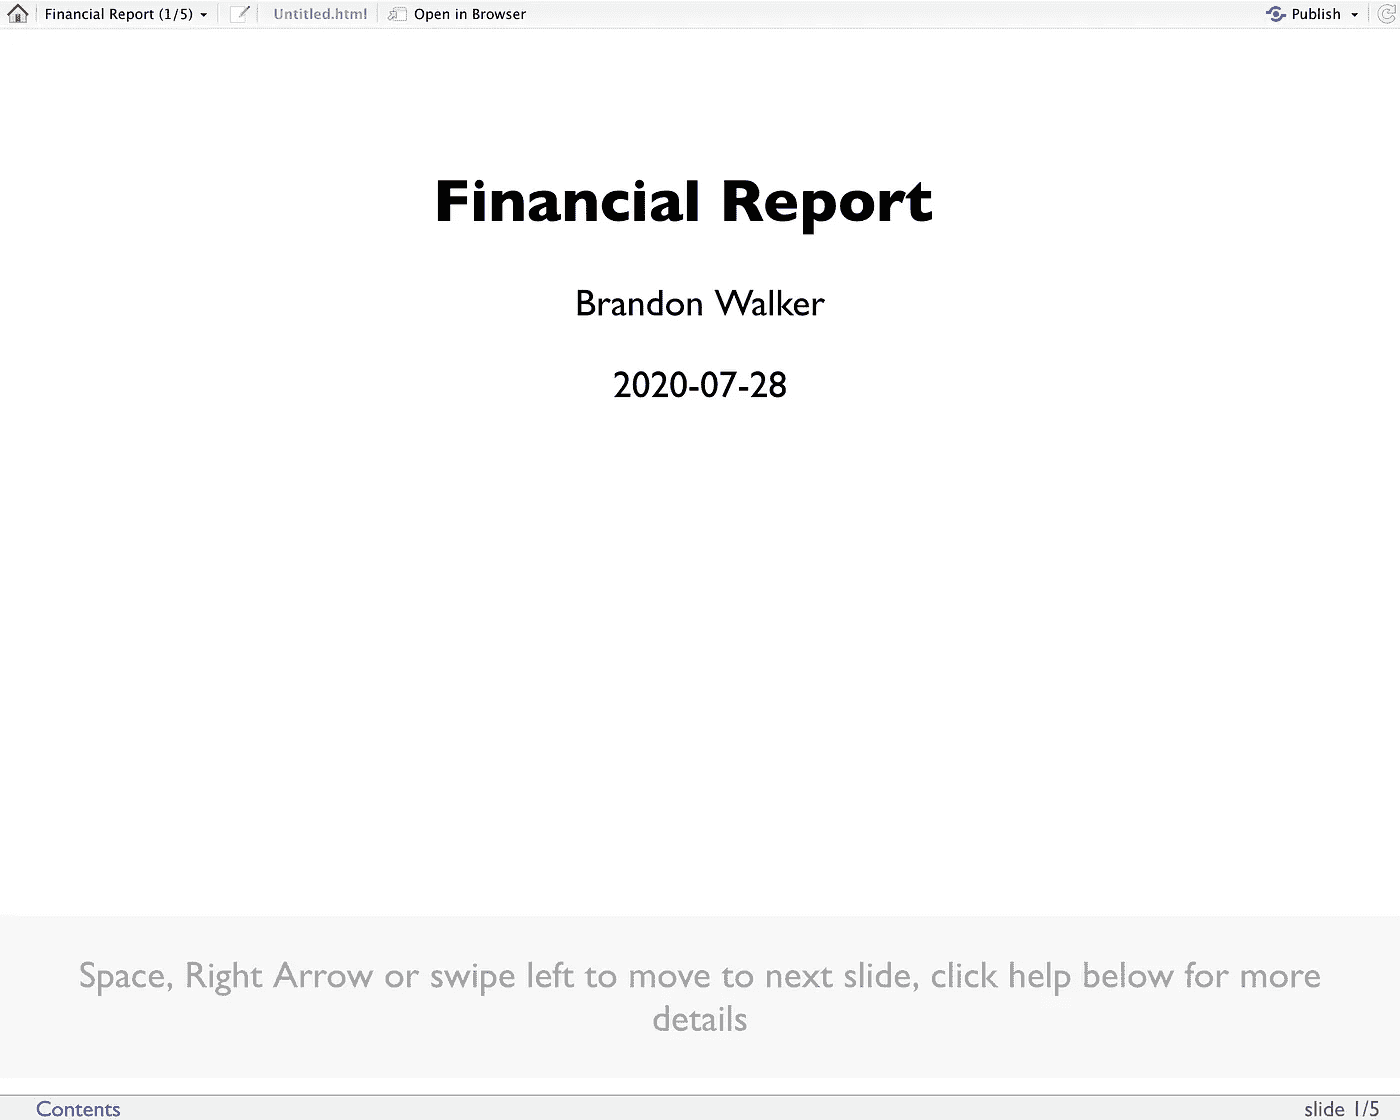 Financial Report (1/5) Untitled.html Open in Browser Publish
Financial Report
Brandon Walker
2020-07-28
Space, Right Arrow or swipe left to move to next slide, click help below for more
details
Contents slide 1/5